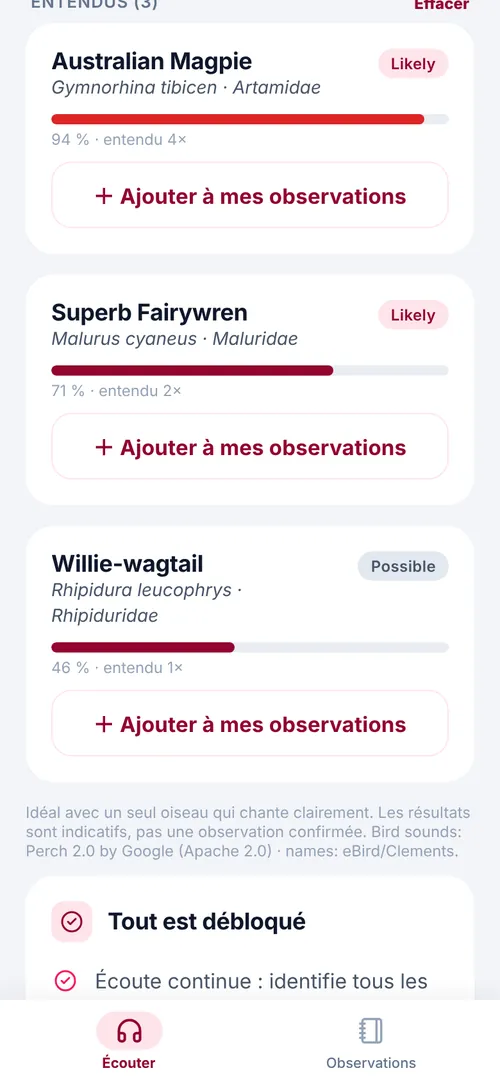 ENTENDUS (3)
Effacer
Australian Magpie
Likely
Gymnorhina tibicen · Artamidae
94 % · entendu 4×
+ Ajouter à mes observations
Superb Fairywren
Likely
Malurus cyaneus · Maluridae
71 % · entendu 2×
+ Ajouter à mes observations
Willie-wagtail
Possible
Rhipidura leucophrys ·
Rhipiduridae
46 % · entendu 1×
+ Ajouter à mes observations
Idéal avec un seul oiseau qui chante clairement. Les résultats
sont indicatifs, pas une observation confirmée. Bird sounds:
Perch 2.0 by Google (Apache 2.0) · names: eBird/Clements.
Tout est débloqué
Écoute continue : identifie tous les
Écouter
Observations